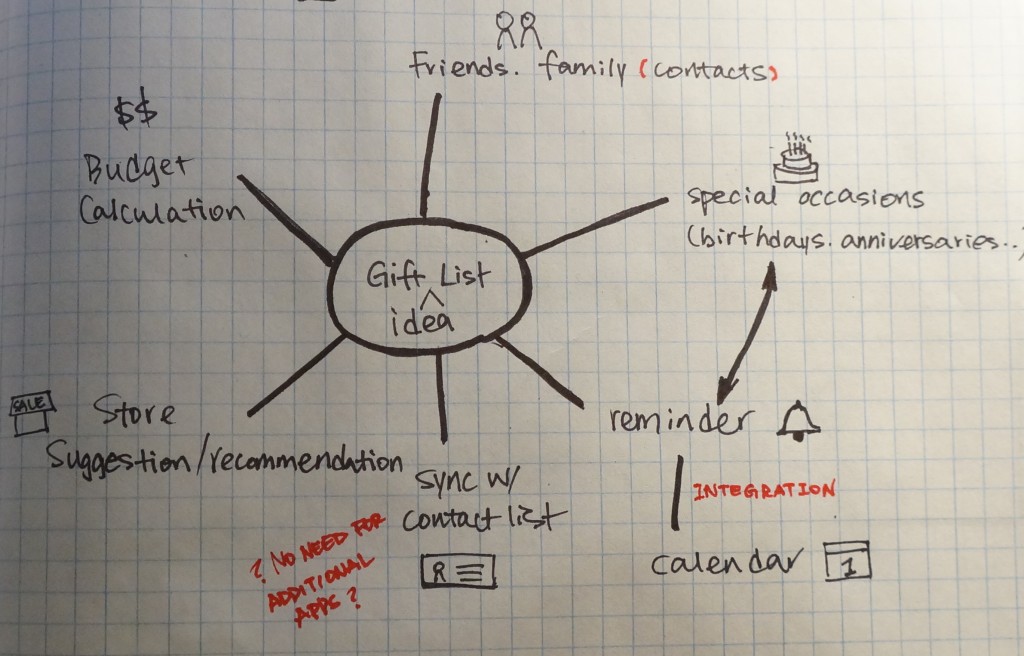 Friends. family (contacts)
$$
Budget
Calculation
special occasions
(birthdays. anniversaries..)
Gift List
idea
SALE
Store
Suggestion/recommendation
sync w/
contact list
? NO NEED FOR
ADDITIONAL
APPS ?
reminder
INTEGRATION
calendar
1